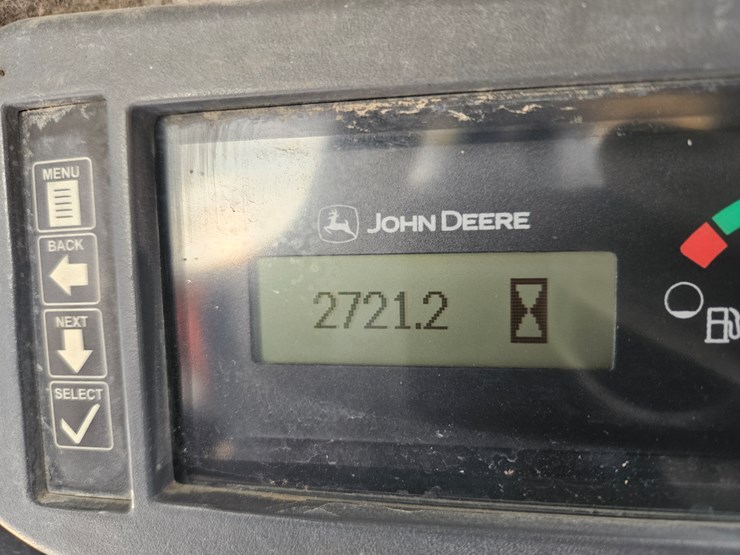 MENU
BACK
NEXT
SELECT
JOHN DEERE
2721.2